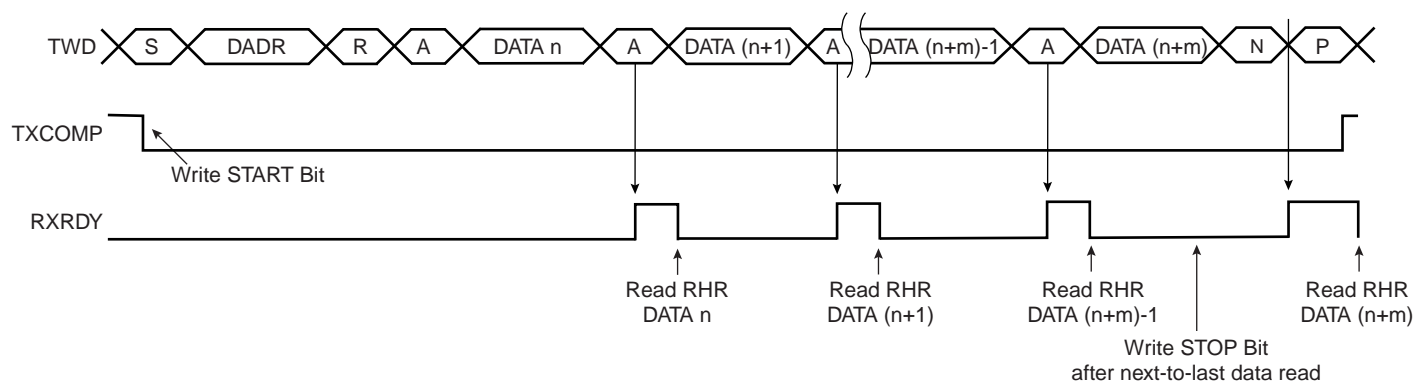 TWD S DADR R A DATA n A DATA (n+1) A DATA (n+m)-1 A DATA (n+m) N P
TXCOMP
Write START Bit
RXRDY
Read RHR Read RHR Read RHR Read RHR
DATA n DATA (n+1) DATA (n+m)-1 DATA (n+m)
Write STOP Bit
after next-to-last data read